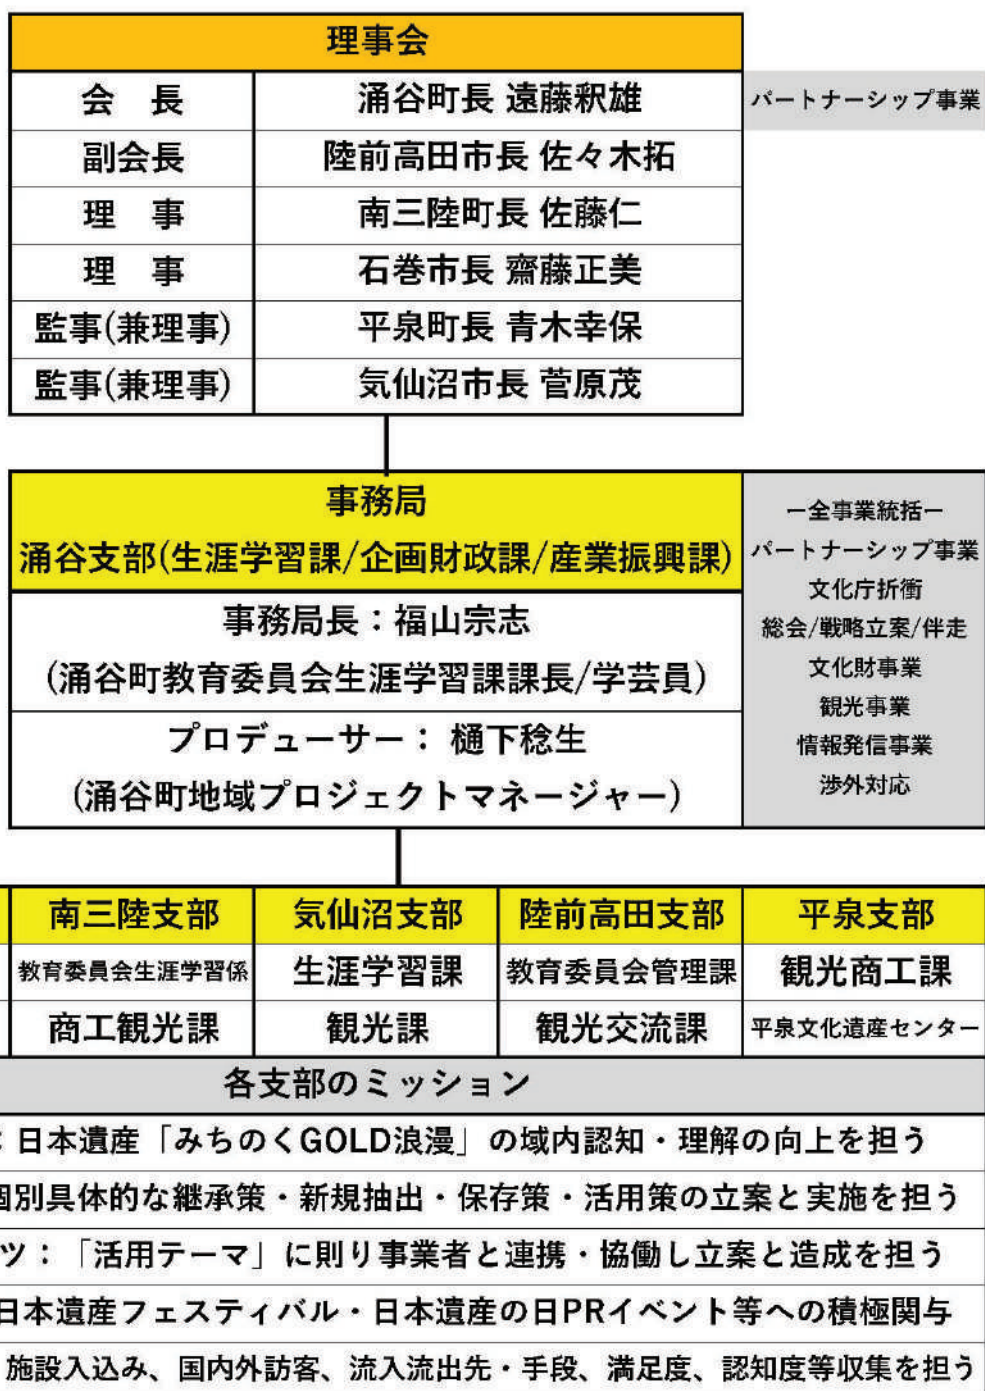 理事会
会　長 涌谷町長 遠藤釈雄 パートナーシップ事業
副会長 陸前高田市長 佐々木拓
理　事 南三陸町長 佐藤仁
理　事 石巻市長 齋藤正美
監事(兼理事) 平泉町長 青木幸保
監事(兼理事) 気仙沼市長 菅原茂
事務局
涌谷支部(生涯学習課/企画財政課/産業振興課)
事務局長：福山宗志
(涌谷町教育委員会生涯学習課課長/学芸員)
プロデューサー： 樋下稔生
(涌谷町地域プロジェクトマネージャー)
ー全事業統括ー
パートナーシップ事業
文化庁折衝
総会/戦略立案/伴走
文化財事業
観光事業
情報発信事業
渉外対応
南三陸支部 気仙沼支部 陸前高田支部 平泉支部
教育委員会生涯学習係 生涯学習課 教育委員会管理課 観光商工課
商工観光課 観光課 観光交流課 平泉文化遺産センター
各支部のミッション
：日本遺産「みちのくGOLD浪漫」の域内認知・理解の向上を担う
個別具体的な継承策・新規抽出・保存策・活用策の立案と実施を担う
ツ：「活用テーマ」に則り事業者と連携・協働し立案と造成を担う
日本遺産フェスティバル・日本遺産の日PRイベント等への積極関与
施設入込み、国内外訪客、流入流出先・手段、満足度、認知度等収集を担う